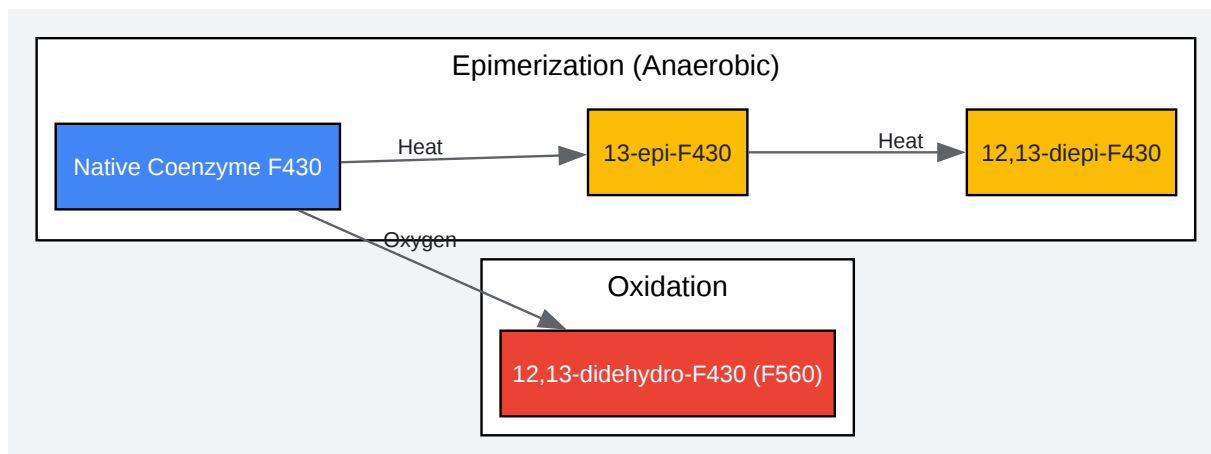 Epimerization (Anaerobic)
Native Coenzyme F430
Heat
13-epi-F430
Heat
12,13-diepi-F430
Oxygen
Oxidation
12,13-didehydro-F430 (F560)